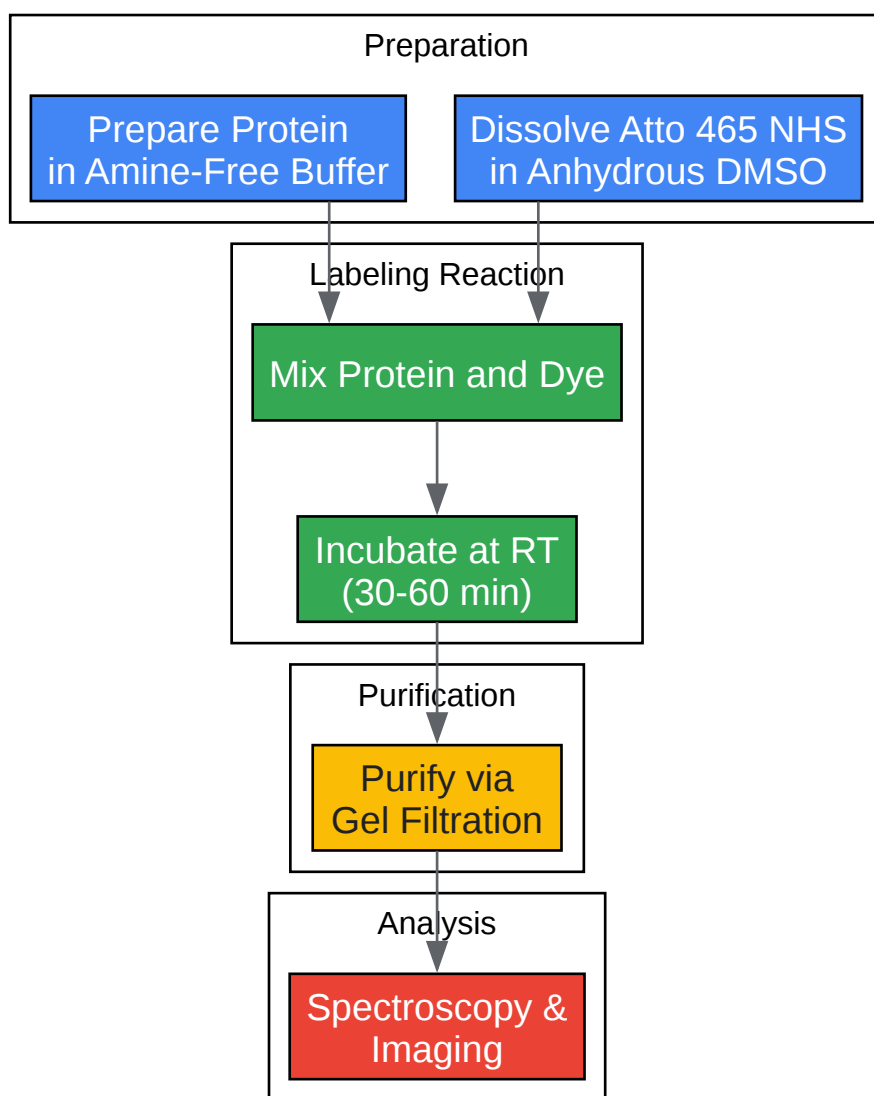 Preparation
Prepare Protein
in Amine-Free Buffer
Dissolve Atto 465 NHS
in Anhydrous DMSO
Labeling Reaction
Mix Protein and Dye
Incubate at RT
(30-60 min)
Purification
Purify via
Gel Filtration
Analysis
Spectroscopy &
Imaging